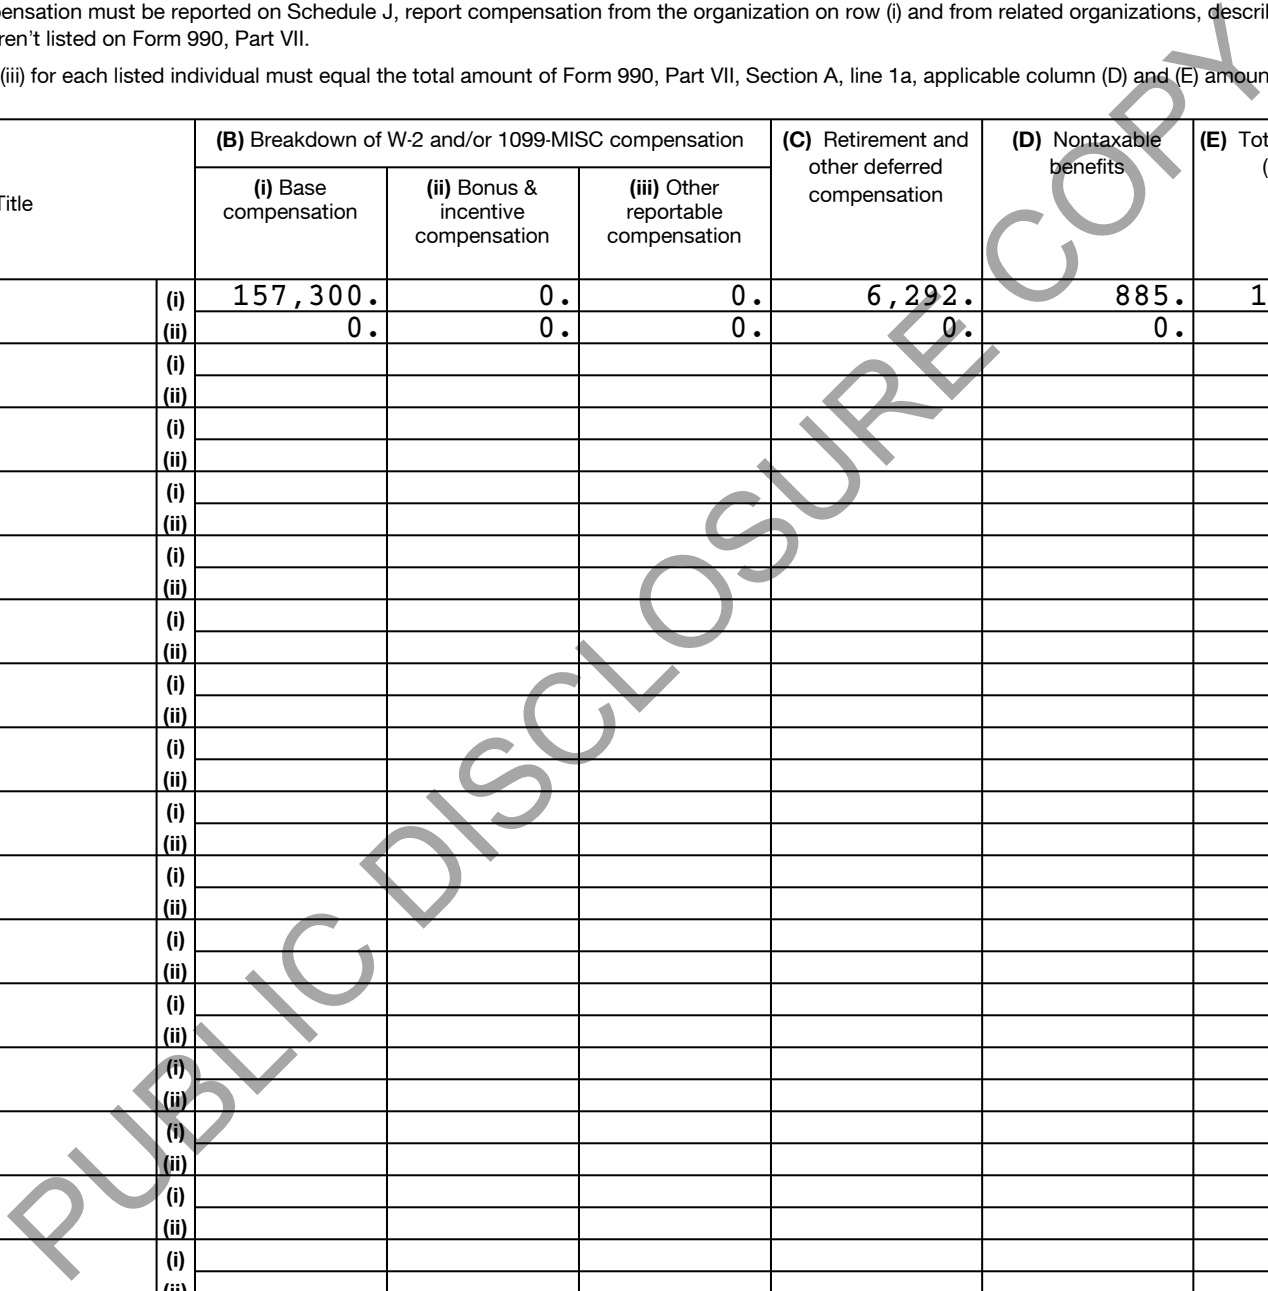 pensation must be reported on Schedule J, report compensation from the organization on row (i) and from related organizations,
ren't listed on Form 990, Part VII.
(iii) for each listed individual must equal the total amount of Form 990, Part VII, Section A, line 1a, applicable column (D) and (E)
Title
(B) Breakdown of W-2 and/or 1099-MISC compensation
(i) Base
compensation
(ii) Bonus &
incentive
compensation
(iii) Other
reportable
compensation
(C) Retirement and
other deferred
compensation
(D) Nontaxable
benefits
(E)
(i) 157,300. 0. 0. 6,292. 885. 1
(ii) 0. 0. 0. 0. 0.
(i)
(ii)
(i)
(ii)
(i)
(ii)
(i)
(ii)
(i)
(ii)
(i)
(ii)
(i)
(ii)
(i)
(ii)
(i)
(ii)
(i)
(ii)
(i)
(ii)
(i)
(ii)
(i)
(ii)
(i)
(ii)
(i)
(ii)
PUBLIC DISCLOSURE COPY